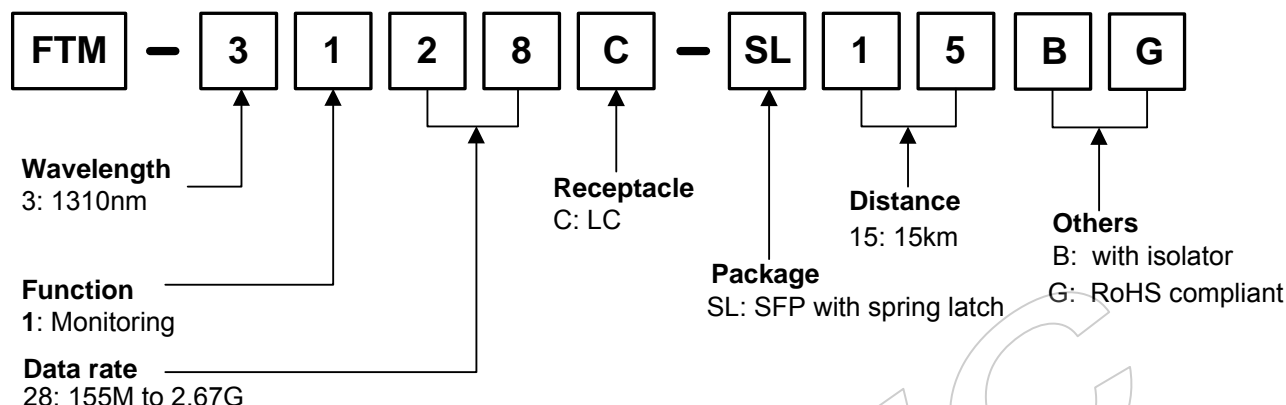 FTM - 3 1 2 8 C - SL 1 5 B G
Wavelength
3: 1310nm
Function
1: Monitoring
Data rate
28: 155M to 2.67G
Receptacle
C: LC
Package
SL: SFP with spring latch
Distance
15: 15km
Others
B: with isolator
G: RoHS compliant